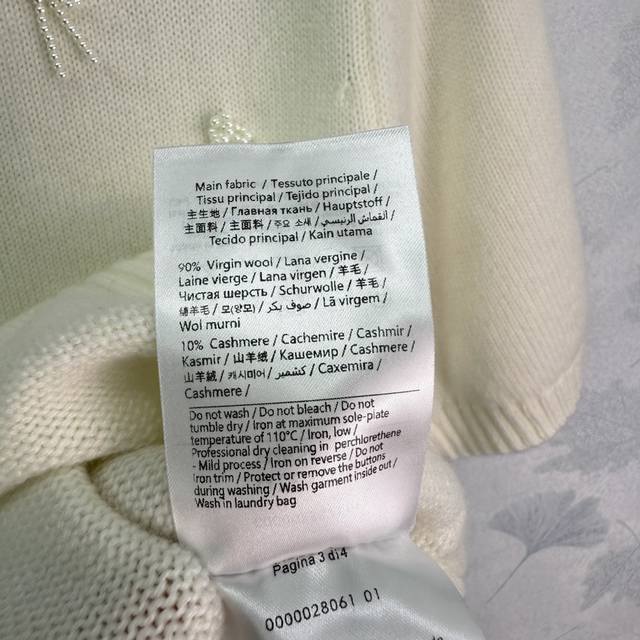 Main fabric / Tessuto principale /
Tissu principal / Tejido principal /
主生地 / Главная ткань / Hauptstoff /
主面料 / 主面料 / 주요 소재 / أنقماش الرئيسي /
Tecido principal / Kain utama
90% Virgin wool / Lana vergine /
Laine vierge / Lana virgen / 羊毛 /
Чистая шерсть / Schurwolle / 羊毛 /
綿羊毛 / 모(양모) / صوف بكر / Lã virgem /
Wol murni
10% Cashmere / Cachemire / Cashmir /
Kasmir / 山羊绒 / Кашемир / Cashmere /
山羊絨 / 캐시미어 / كشمير / Caxemira /
Cashmere /
Do not wash / Do not bleach / Do not
tumble dry / Iron at maximum sole-plate
temperature of 110°C / Iron, low /
Professional dry cleaning in perchlorethene
- Mild process / Iron on reverse / Do not
iron trim / Protect or remove the buttons
during washing / Wash garment inside out /
Wash in laundry bag
Pagina 3 di 4
0000028061 01